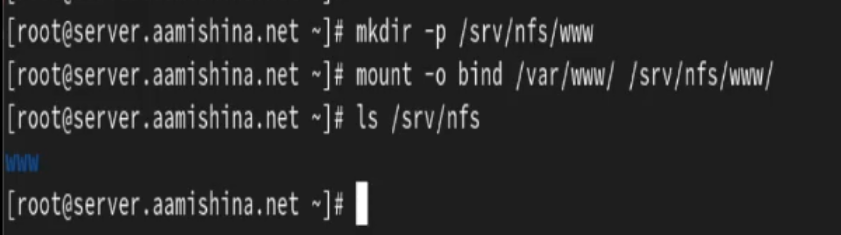 [root@server.aamishina.net ~]# mkdir -p /srv/nfs/www
[root@server.aamishina.net ~]# mount -o bind /var/www/ /srv/nfs/www/
[root@server.aamishina.net ~]# ls /srv/nfs
www
[root@server.aamishina.net ~]#